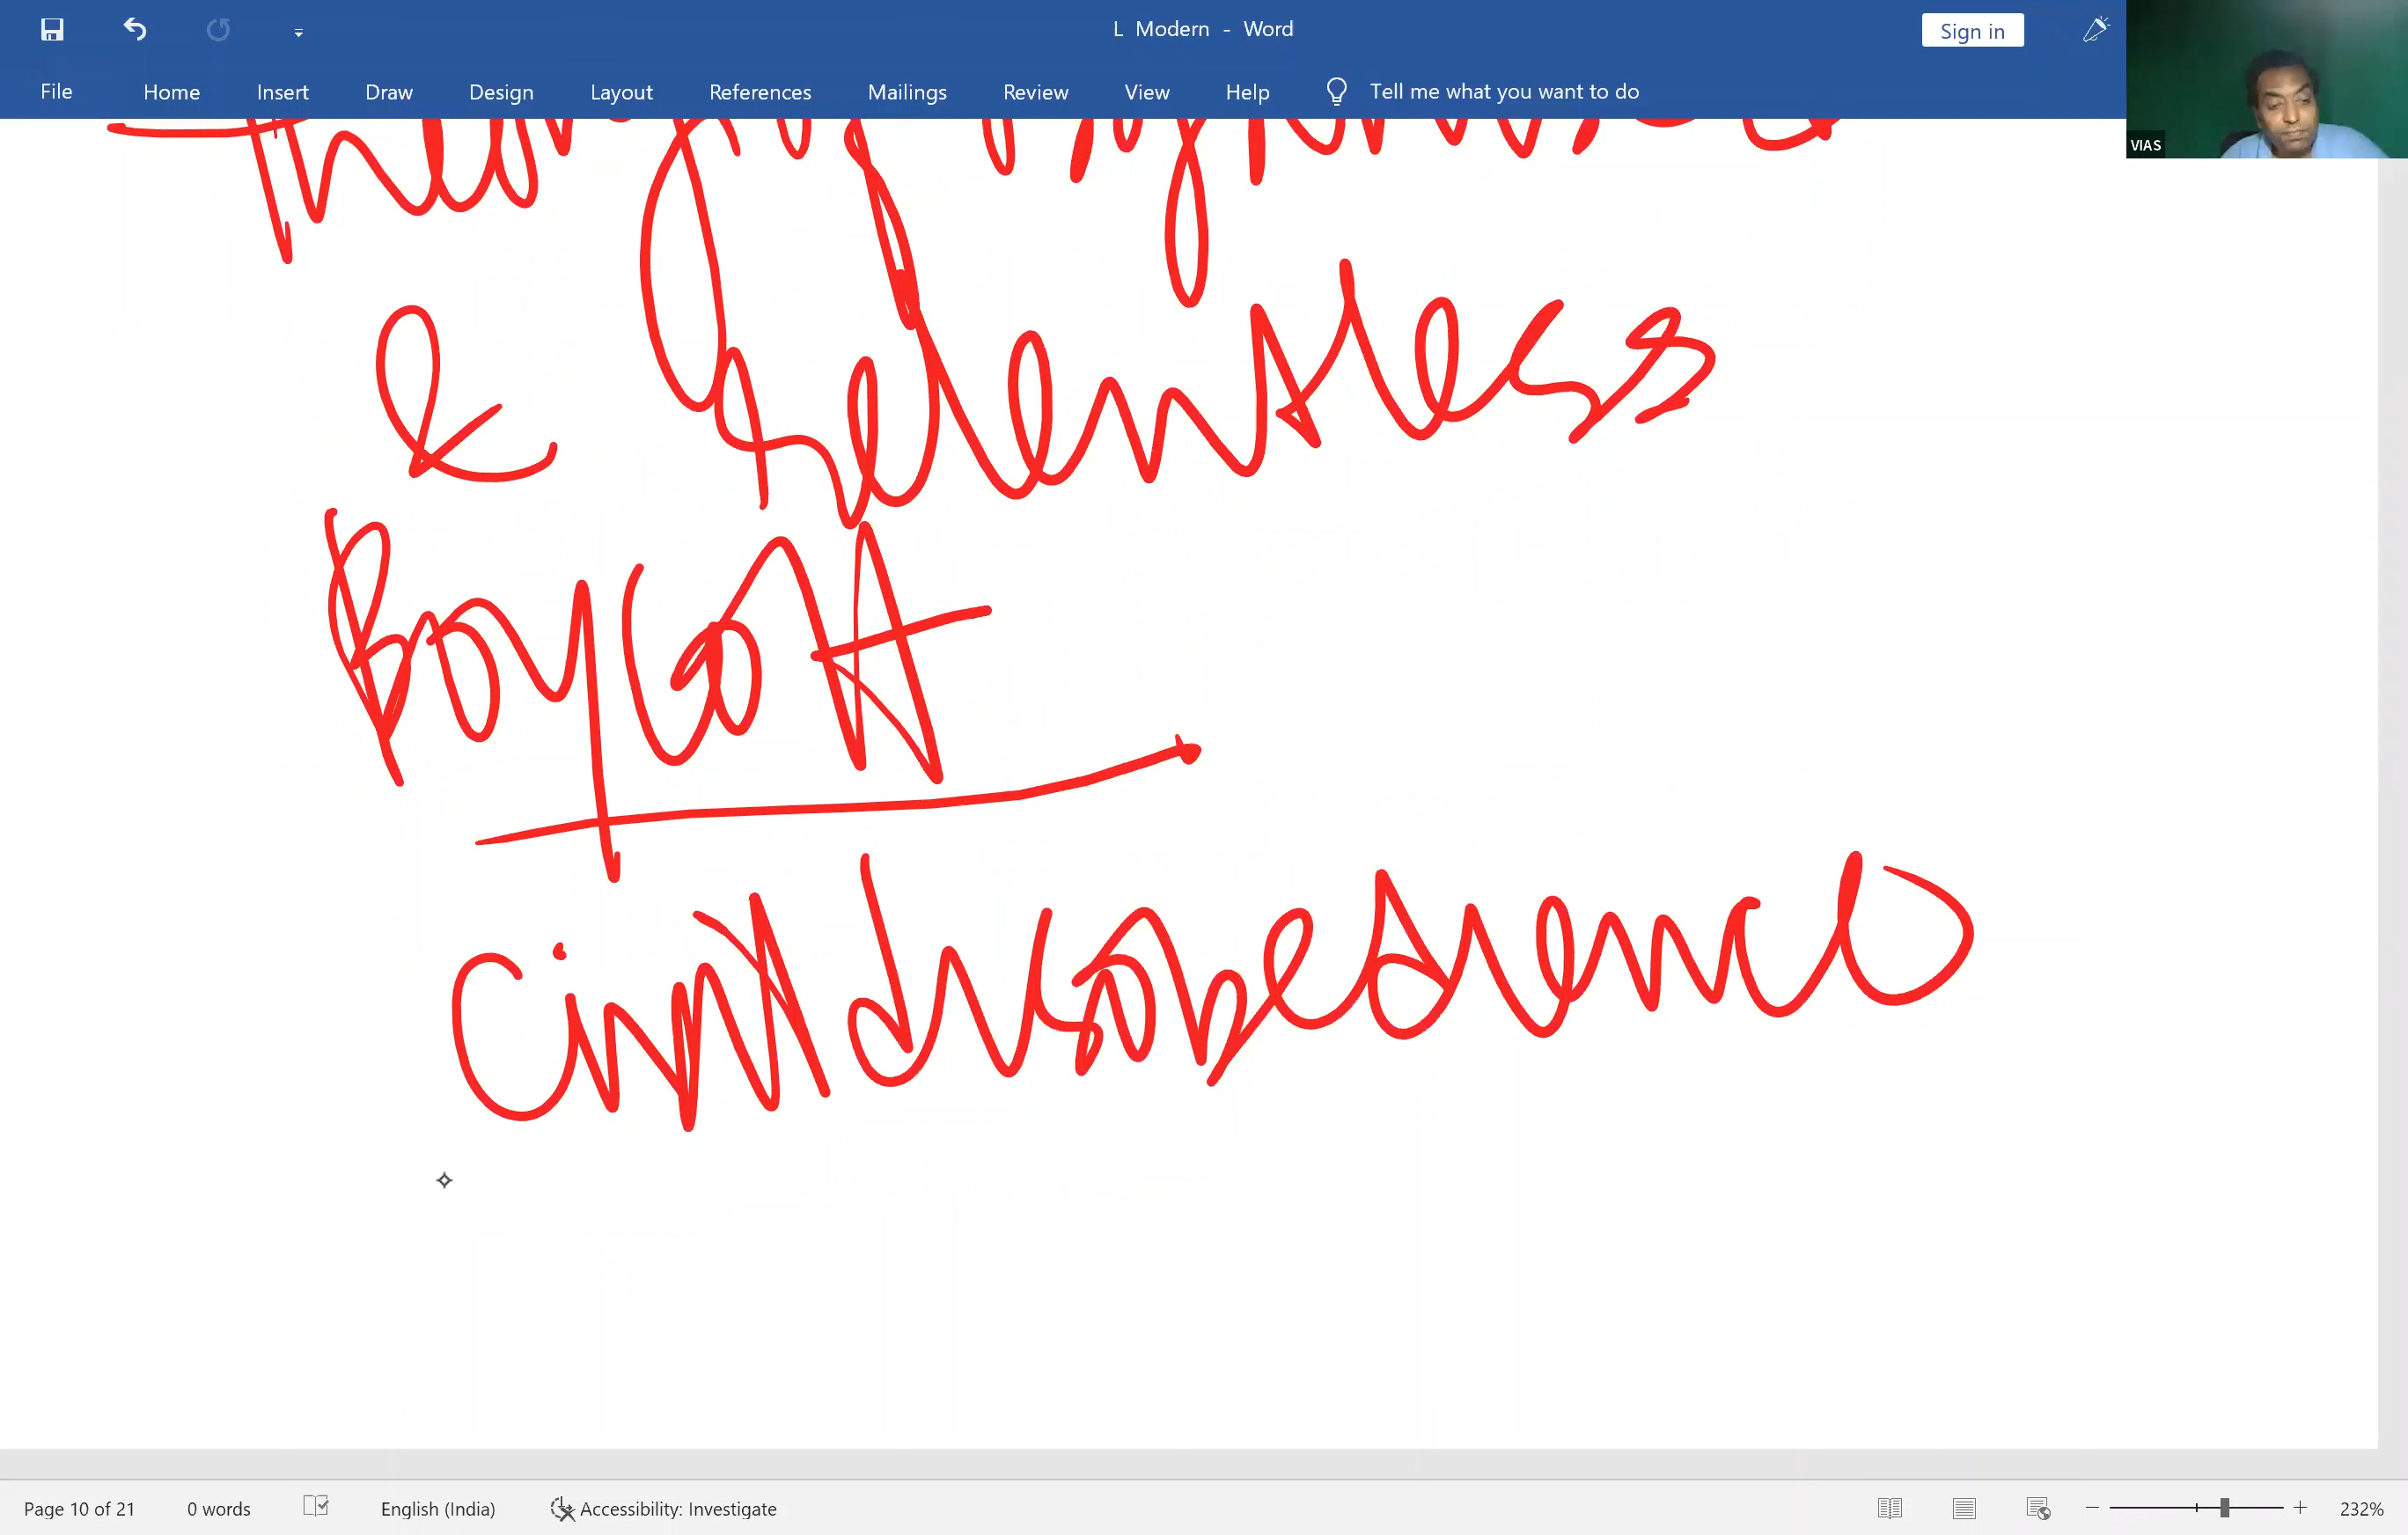 L Modern - Word
Sign in
File Home Insert Draw Design Layout References Mailings Review View Help Tell me what you want to do
VIAS
& relentless
Boycott
Civil disobedience
Page 10 of 21 0 words English (India) Accessibility: Investigate 232%